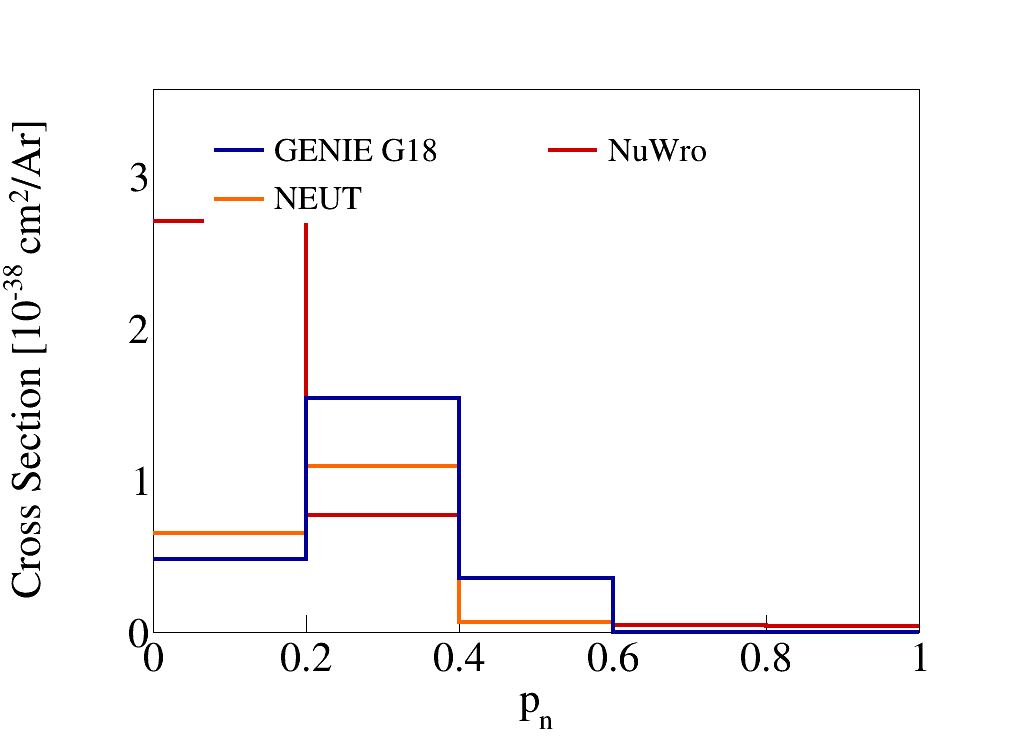 GENIE G18
NuWro
NEUT
Cross Section [10⁻³⁸ cm²/Ar]
3
2
1
0
0 0.2 0.4 0.6 0.8 1
pₙ